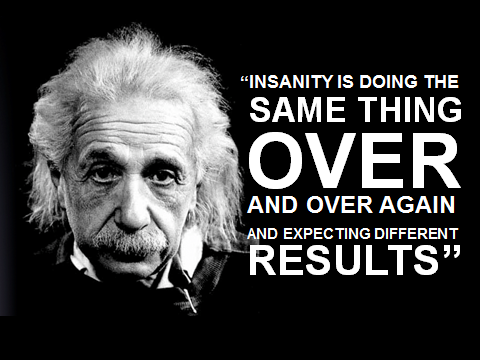 “INSANITY IS DOING THE
SAME THING
OVER
AND OVER AGAIN
AND EXPECTING DIFFERENT
RESULTS”